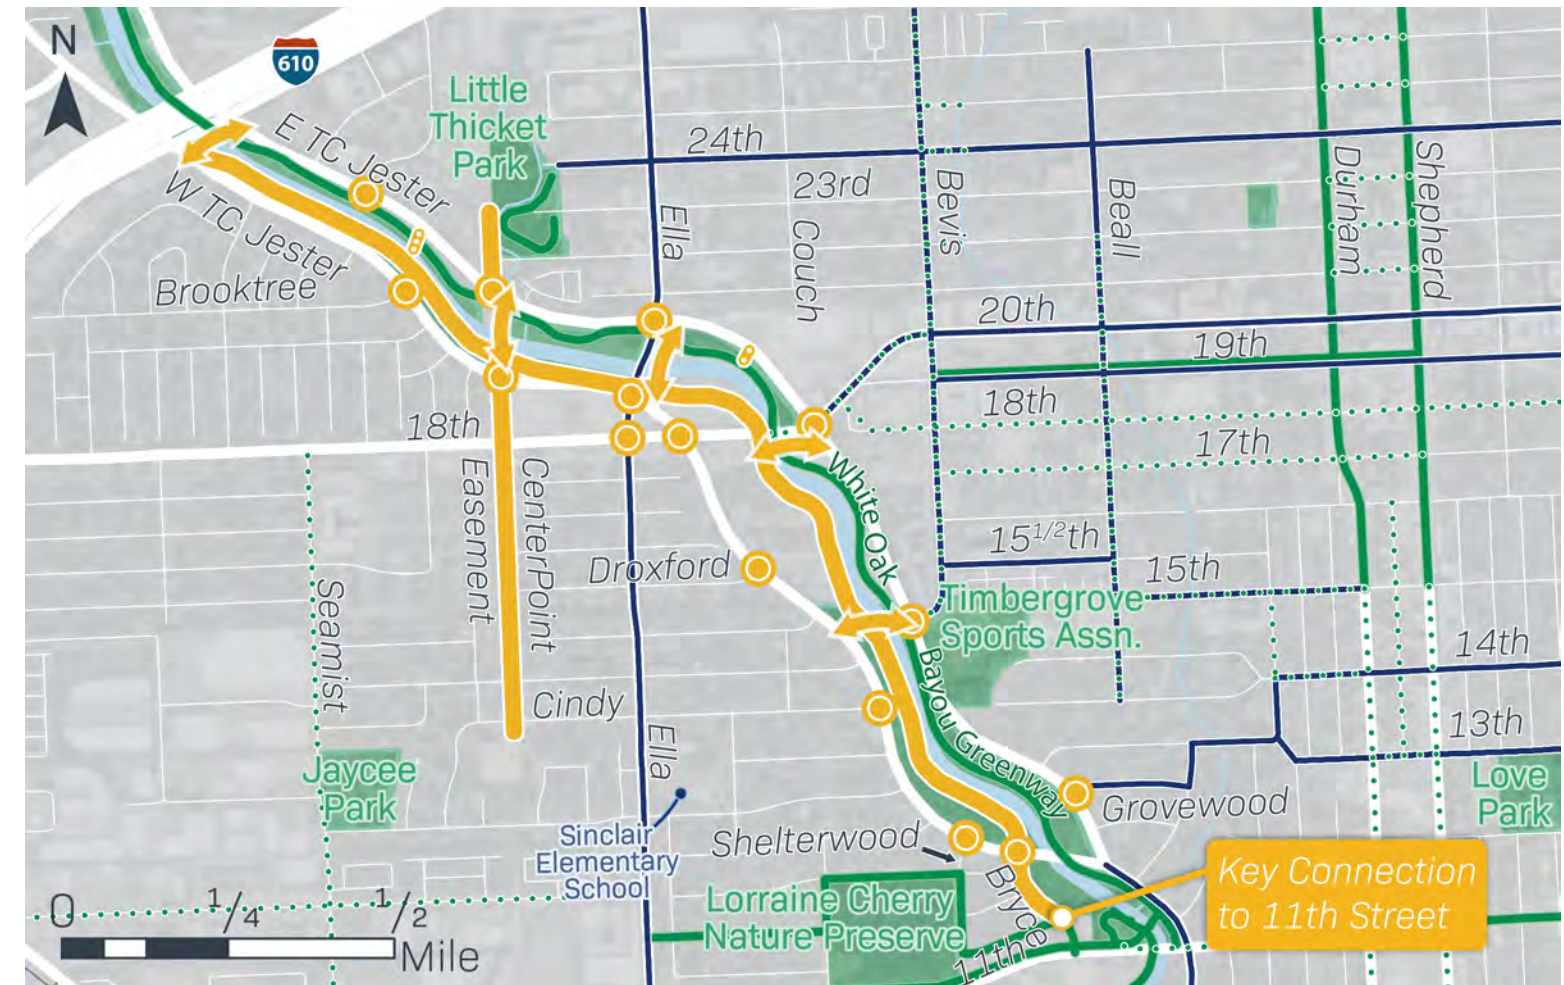 N
610
Little
Thicket
Park
E TC Jester
W TC Jester
Brooktree
24th
23rd
Ella
Couch
Bevis
Beall
Durham
Shepherd
20th
19th
18th
17th
18th
Easement
CenterPoint
White Oak
15 1/2th
15th
Droxford
Timbergrove
Sports Assn.
Seamist
14th
Cindy
Bayou Greenway
13th
Ella
Jaycee
Park
Love
Park
Grovewood
Sinclair
Elementary
School
Shelterwood
Bryce
Key Connection
to 11th Street
Lorraine Cherry
Nature Preserve
11th
0 1/4 1/2
Mile